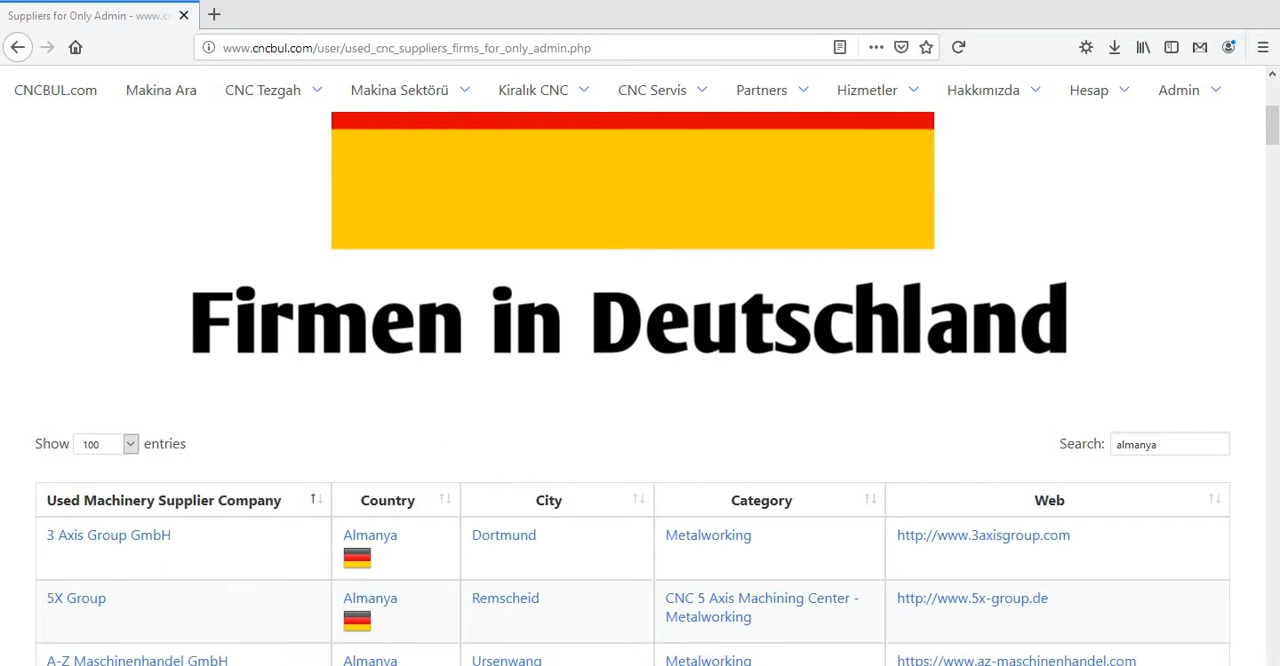 Suppliers for Only Admin - www.cn
www.cncbul.com/user/used_cnc_suppliers_firms_for_only_admin.php
CNCBUL.com Makina Ara CNC Tezgah Makina Sektörü Kiralık CNC CNC Servis Partners Hizmetler Hakkımızda Hesap Admin
Firmen in Deutschland
Show 100 entries Search: almanya
Used Machinery Supplier Company Country City Category Web
3 Axis Group GmbH Almanya Dortmund Metalworking http://www.3axisgroup.com
5X Group Almanya Remscheid CNC 5 Axis Machining Center - http://www.5x-group.de
Metalworking
A-Z Maschinenhandel GmbH Almanya Ursenwang Metalworking https://www.az-maschinenhandel.com